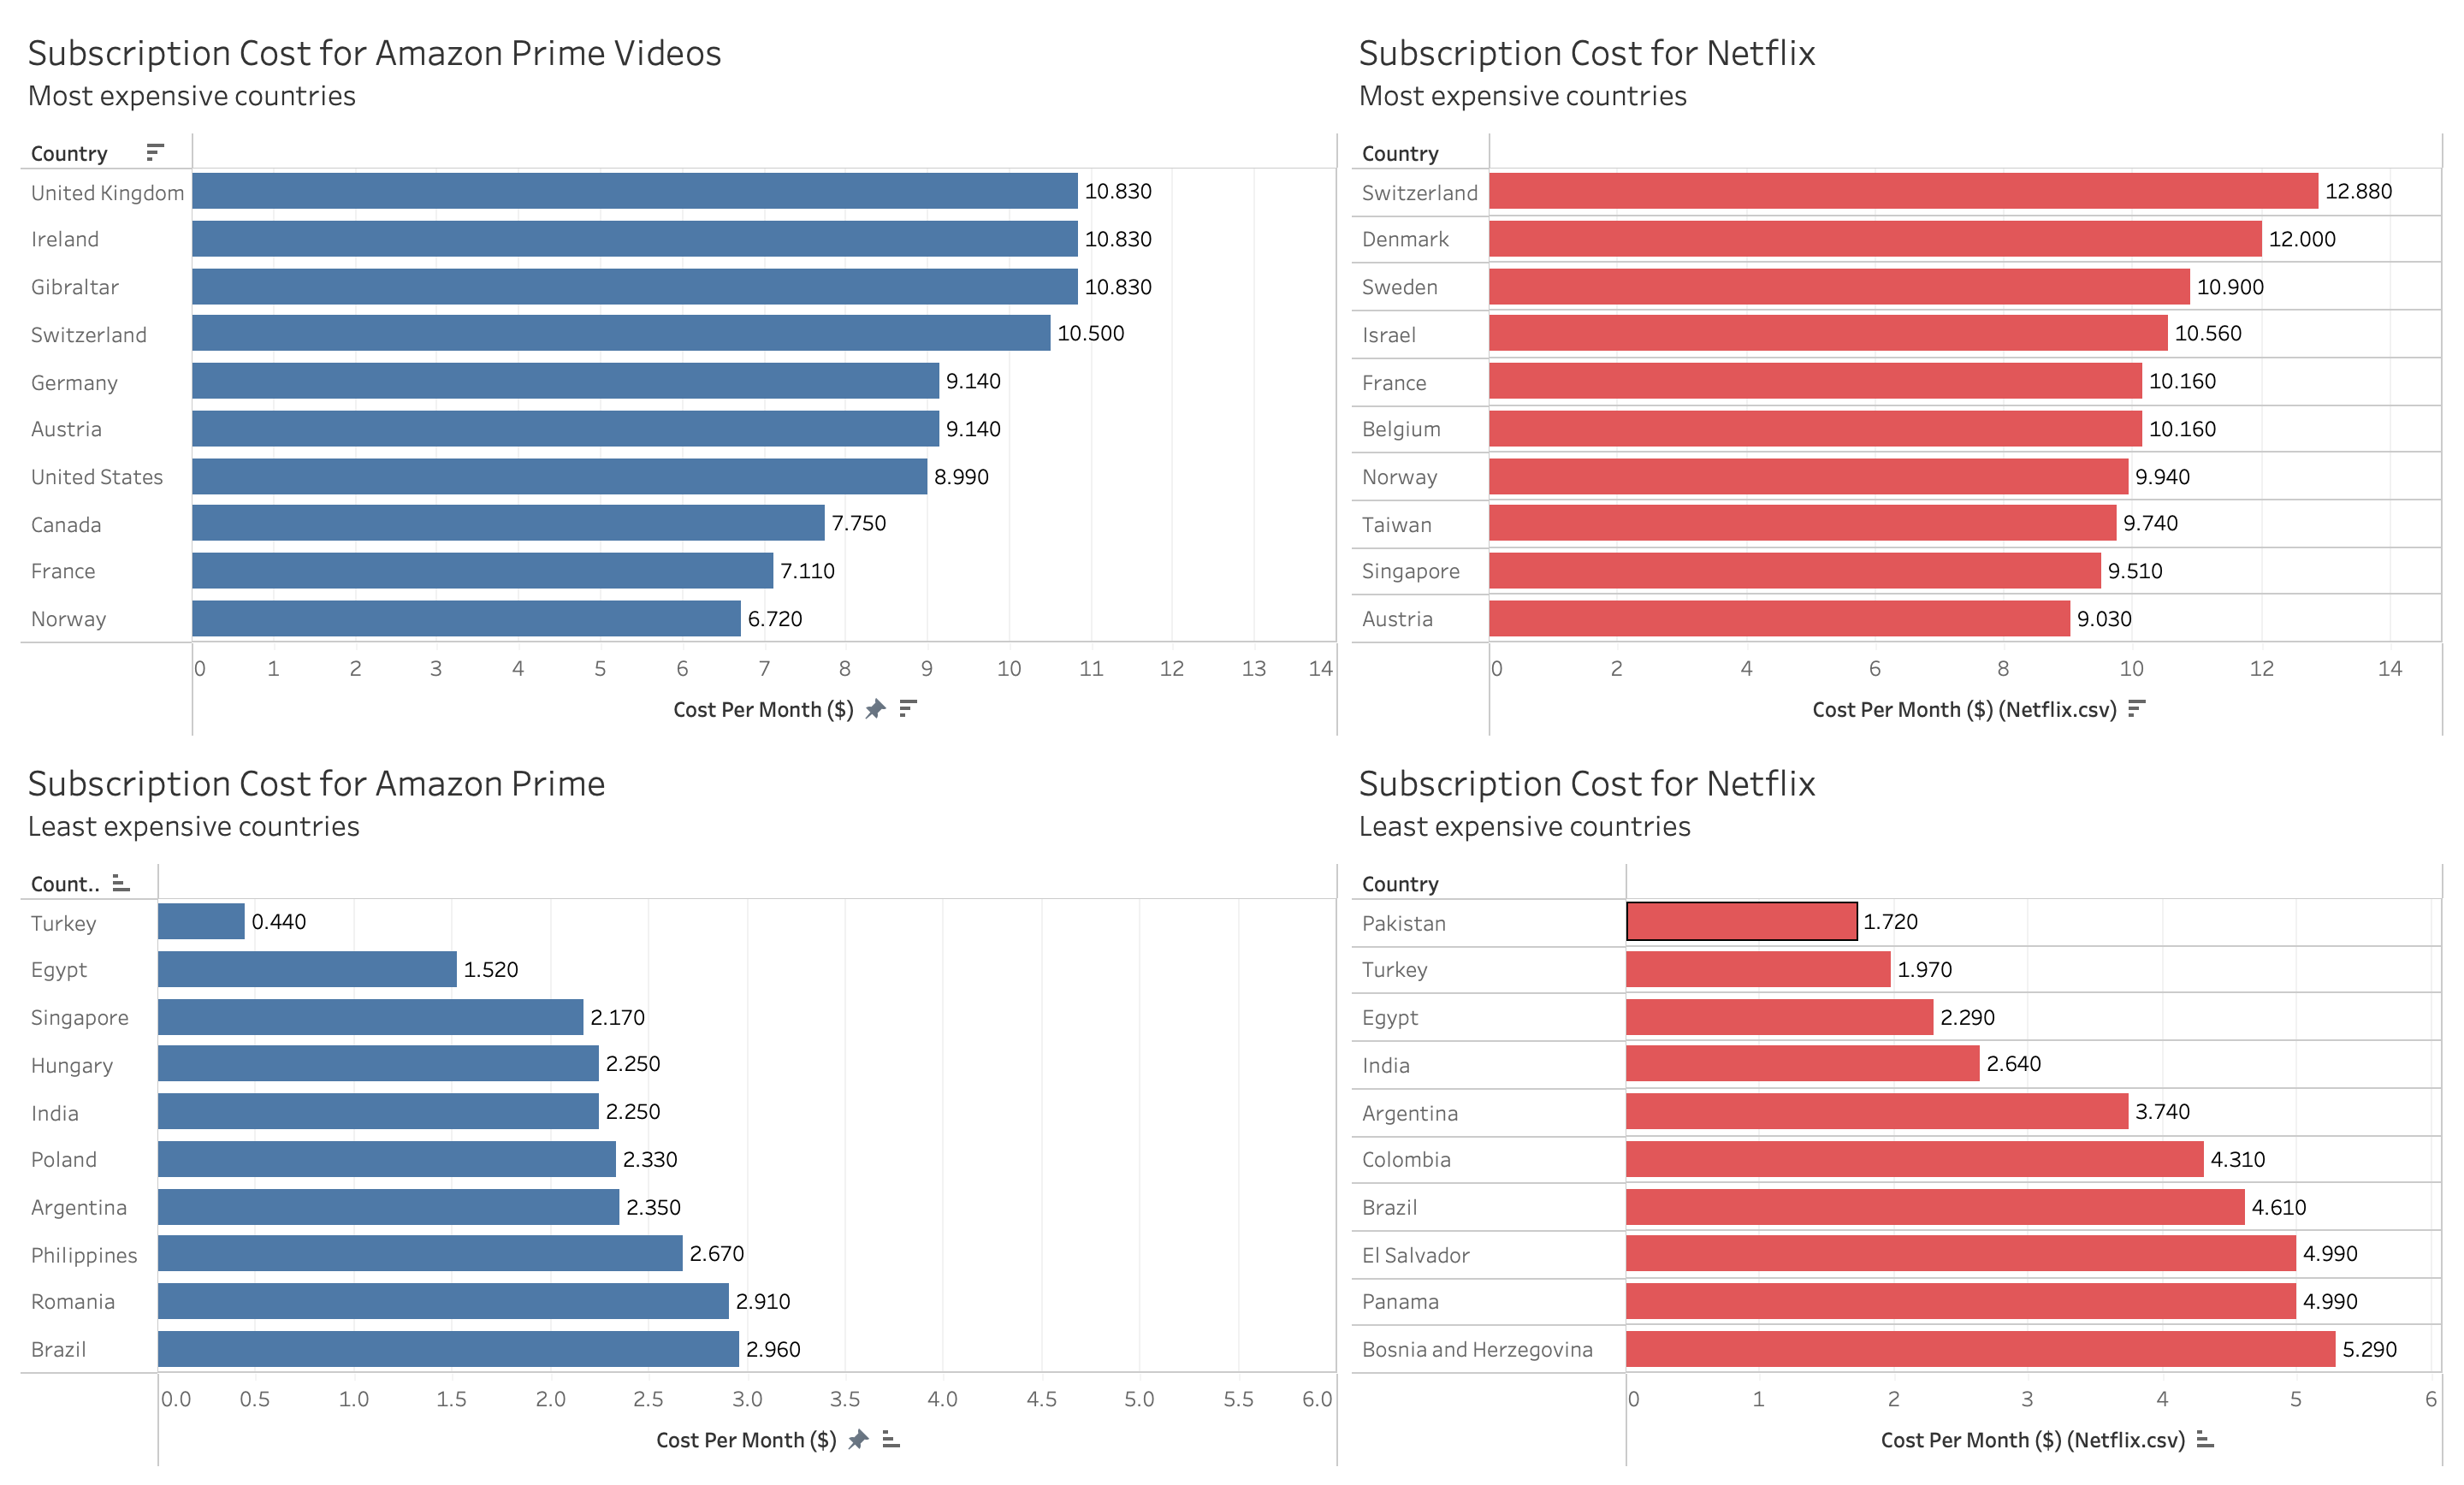 Subscription Cost for Amazon Prime Videos
Most expensive countries
Country
United Kingdom 10.830
Ireland 10.830
Gibraltar 10.830
Switzerland 10.500
Germany 9.140
Austria 9.140
United States 8.990
Canada 7.750
France 7.110
Norway 6.720
0 1 2 3 4 5 6 7 8 9 10 11 12 13 14
Cost Per Month ($)
Subscription Cost for Netflix
Most expensive countries
Country
Switzerland 12.880
Denmark 12.000
Sweden 10.900
Israel 10.560
France 10.160
Belgium 10.160
Norway 9.940
Taiwan 9.740
Singapore 9.510
Austria 9.030
0 2 4 6 8 10 12 14
Cost Per Month ($) (Netflix.csv)
Subscription Cost for Amazon Prime
Least expensive countries
Count..
Turkey 0.440
Egypt 1.520
Singapore 2.170
Hungary 2.250
India 2.250
Poland 2.330
Argentina 2.350
Philippines 2.670
Romania 2.910
Brazil 2.960
0.0 0.5 1.0 1.5 2.0 2.5 3.0 3.5 4.0 4.5 5.0 5.5 6.0
Cost Per Month ($)
Subscription Cost for Netflix
Least expensive countries
Country
Pakistan 1.720
Turkey 1.970
Egypt 2.290
India 2.640
Argentina 3.740
Colombia 4.310
Brazil 4.610
El Salvador 4.990
Panama 4.990
Bosnia and Herzegovina 5.290
0 1 2 3 4 5 6
Cost Per Month ($) (Netflix.csv)